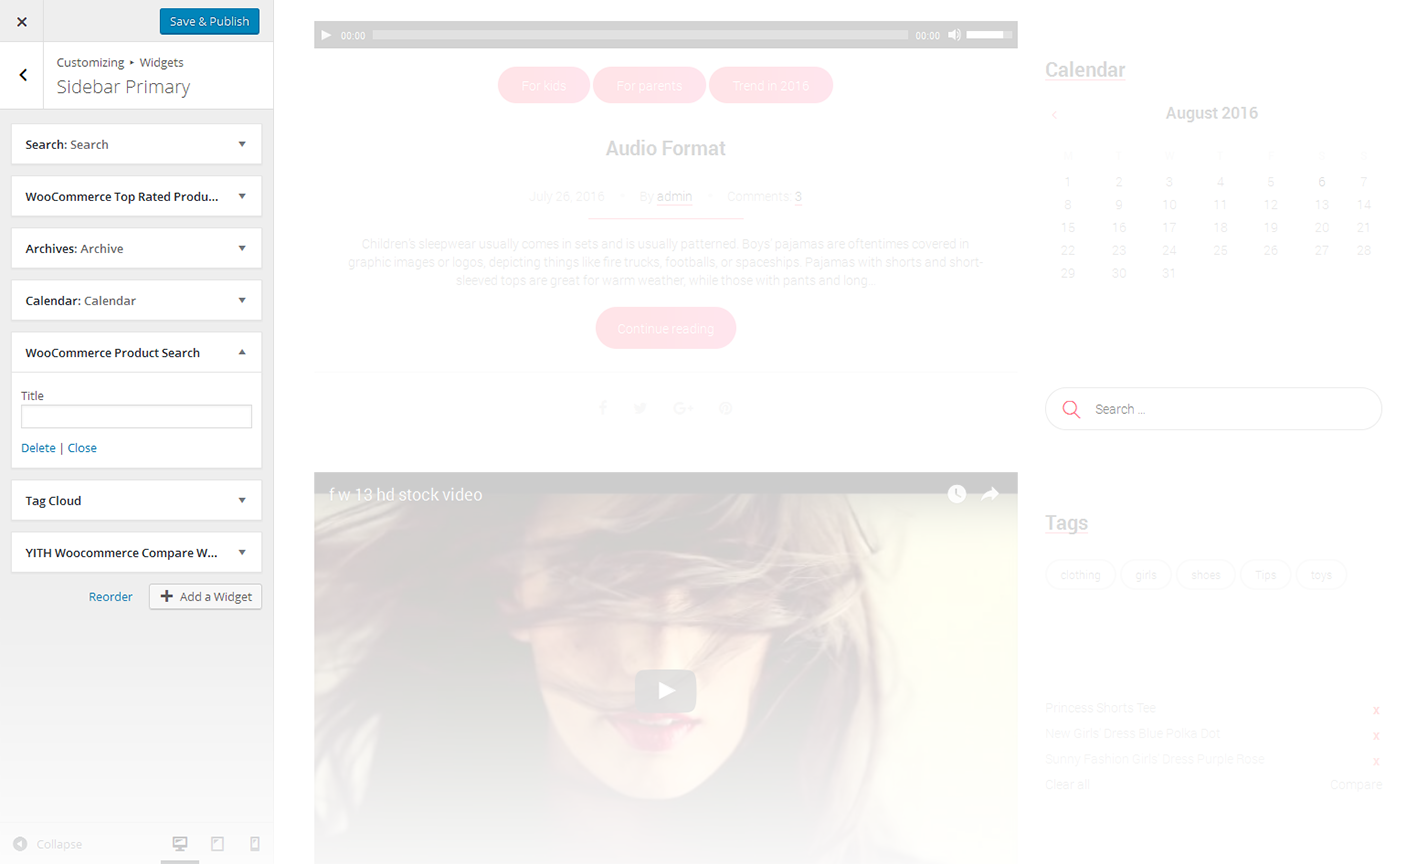 Save & Publish
Customizing ▸ Widgets
Sidebar Primary
Search: Search
WooCommerce Top Rated Produ...
Archives: Archive
Calendar: Calendar
WooCommerce Product Search
Title
Delete | Close
Tag Cloud
YITH Woocommerce Compare W...
Reorder
Add a Widget
Collapse
00:00 00:00
For kids For parents Trend in 2016
Audio Format
July 26, 2016 By admin Comments: 3
Children's sleepwear usually comes in sets and is usually patterned. Boys' pajamas are oftentimes covered in
graphic images or logos, depicting things like fire trucks, footballs, or spaceships. Pajamas with shorts and short-
sleeved tops are great for warm weather, while those with pants and long...
Continue reading
f w 13 hd stock video
Calendar
August 2016
1 2 3 4 5 6 7
8 9 10 11 12 13 14
15 16 17 18 19 20 21
22 23 24 25 26 27 28
29 30 31
Search ...
Tags
clothing girls shoes Tips toys
Princess Shorts Tee x
New Girls' Dress Blue Polka Dot x
Sunny Fashion Girls' Dress Purple Rose x
Clear all Compare